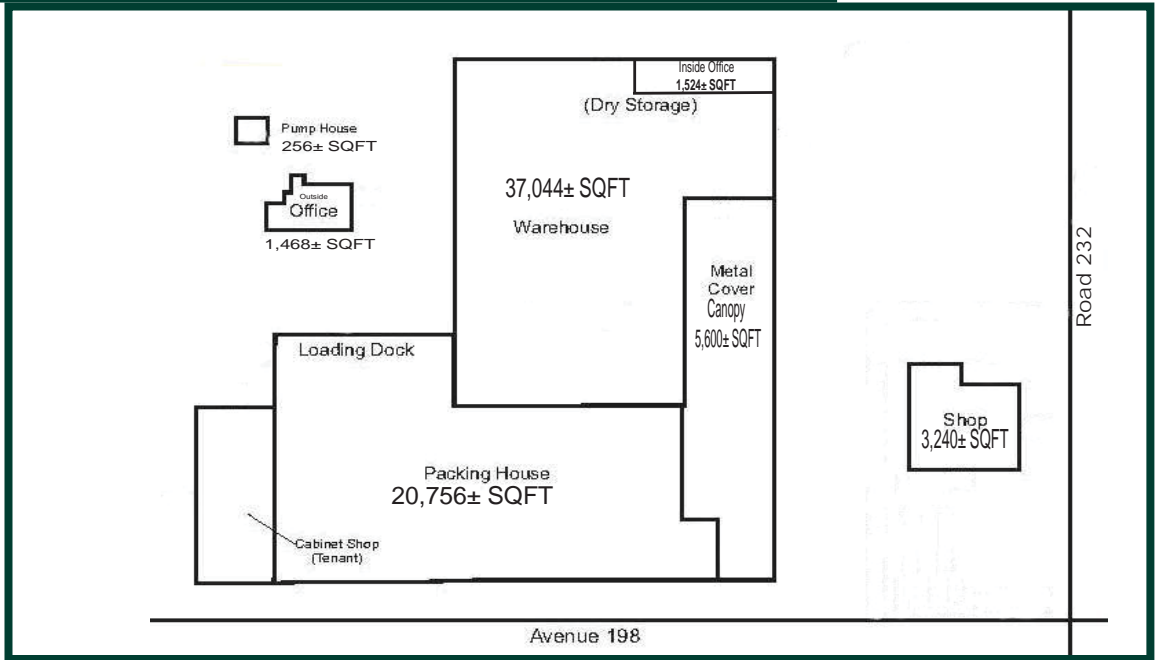 Inside Office
1,524± SQFT
(Dry Storage)
Pump House
256± SQFT
Outside
Office
1,468± SQFT
37,044± SQFT
Warehouse
Metal
Cover
Canopy
5,600± SQFT
Road 232
Loading Dock
Shop
3,240± SQFT
Packing House
20,756± SQFT
Cabinet Shop
(Tenant)
Avenue 198